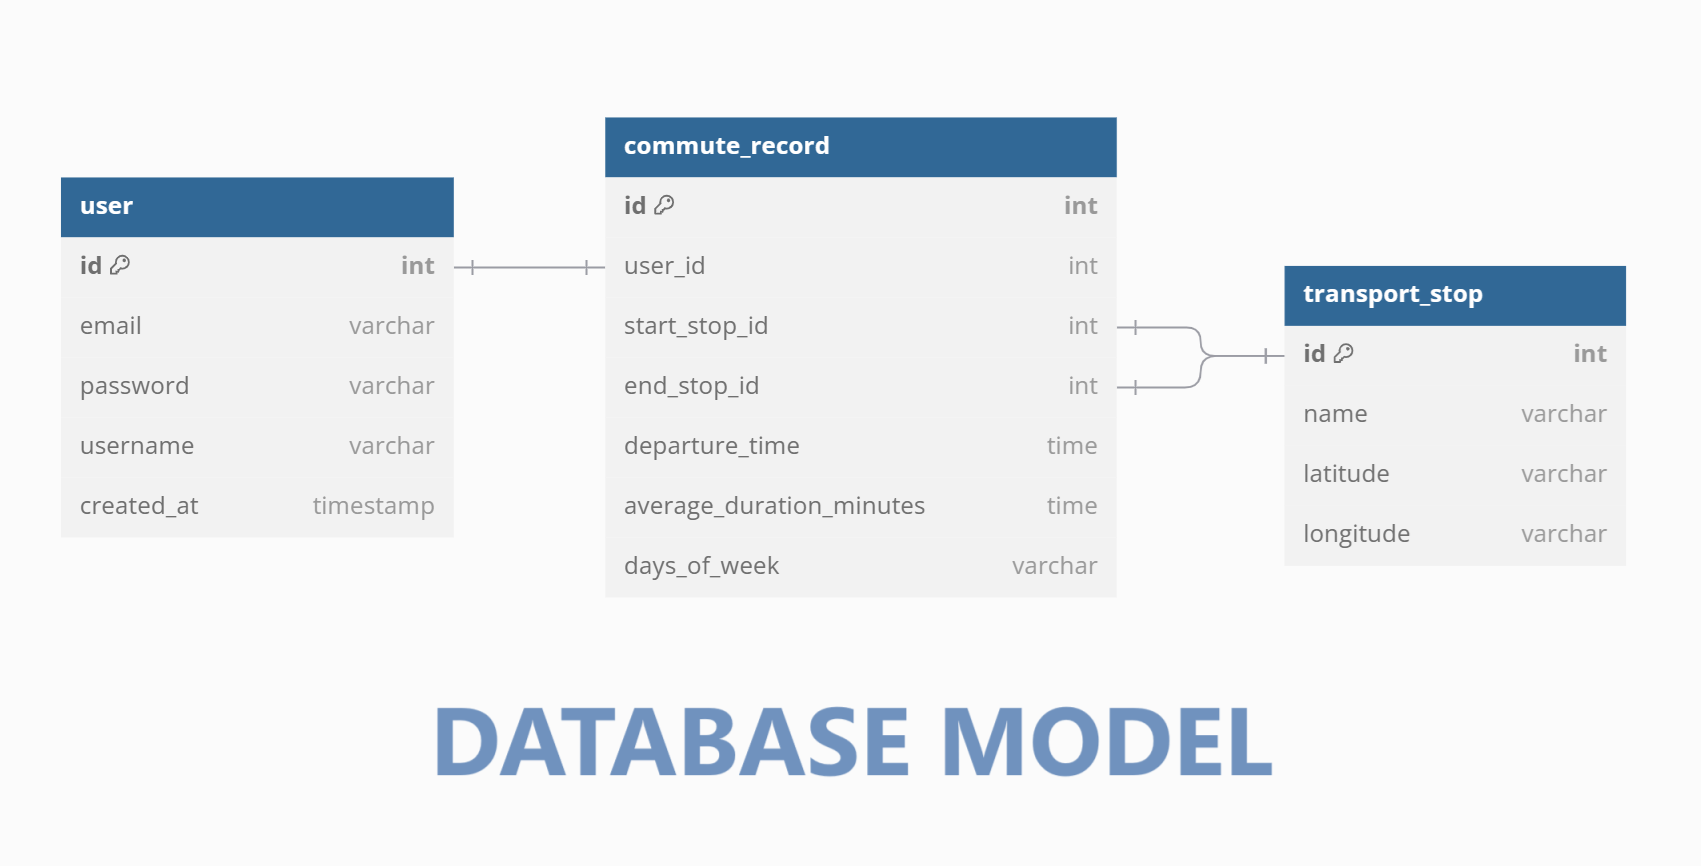 user
id int
email varchar
password varchar
username varchar
created_at timestamp
commute_record
id int
user_id int
start_stop_id int
end_stop_id int
departure_time time
average_duration_minutes time
days_of_week varchar
transport_stop
id int
name varchar
latitude varchar
longitude varchar
DATABASE MODEL